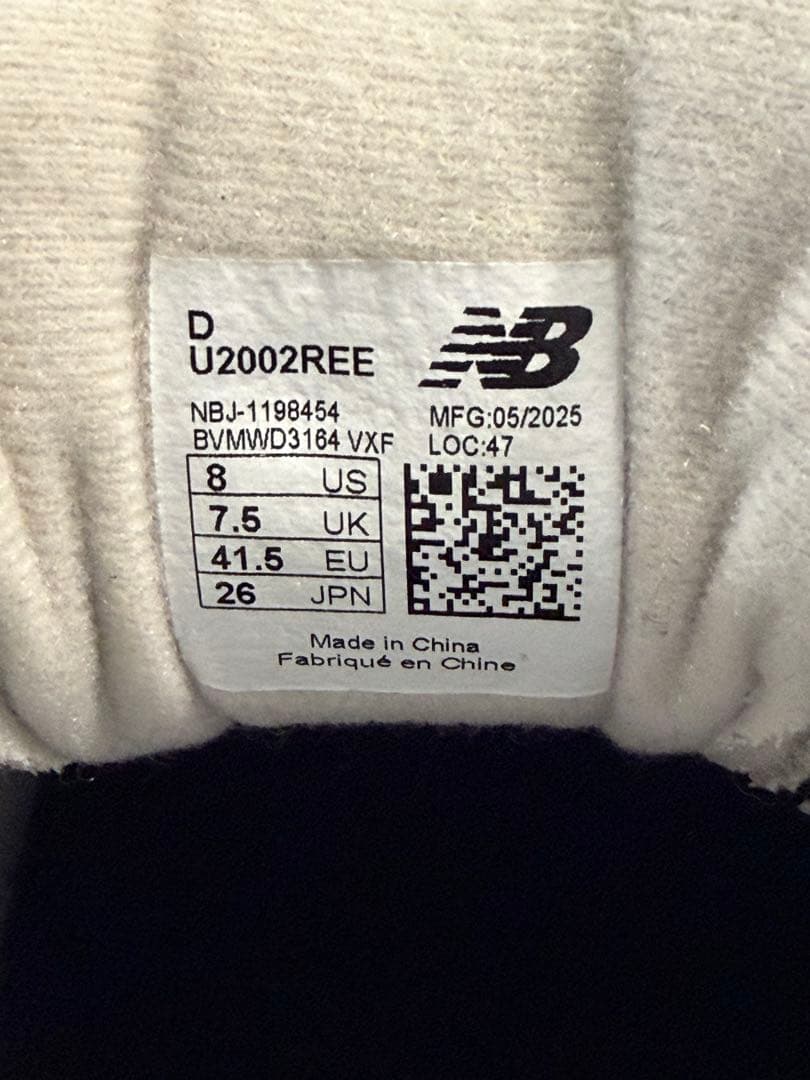 D
U2002REE
NB
NBJ-1198454
BVMWD3164 VXF
MFG:05/2025
LOC:47
8 US
7.5 UK
41.5 EU
26 JPN
Made in China
Fabriqué en Chine